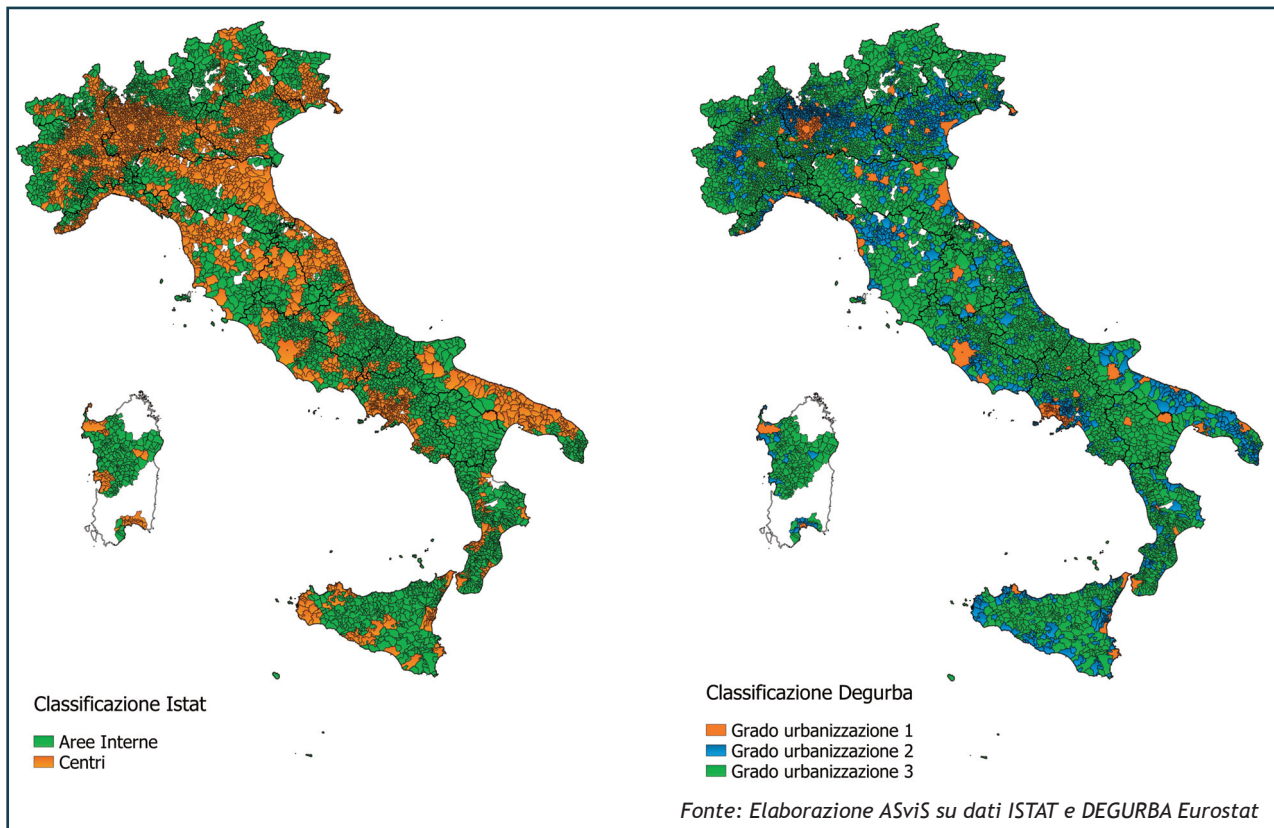 Classificazione Istat
Aree Interne
Centri
Classificazione Degurba
Grado urbanizzazione 1
Grado urbanizzazione 2
Grado urbanizzazione 3
Fonte: Elaborazione ASviS su dati ISTAT e DEGURBA Eurostat